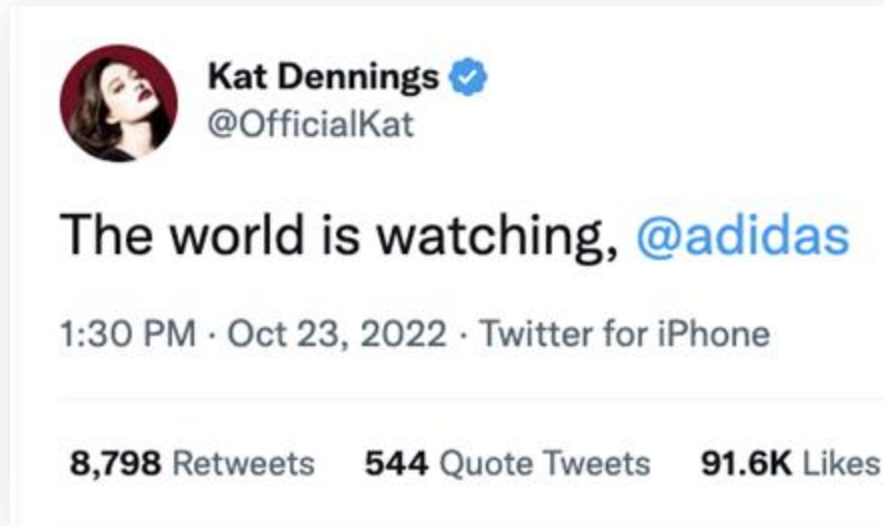 Kat Dennings
@OfficialKat
The world is watching, @adidas
1:30 PM · Oct 23, 2022 · Twitter for iPhone
8,798 Retweets 544 Quote Tweets 91.6K Likes